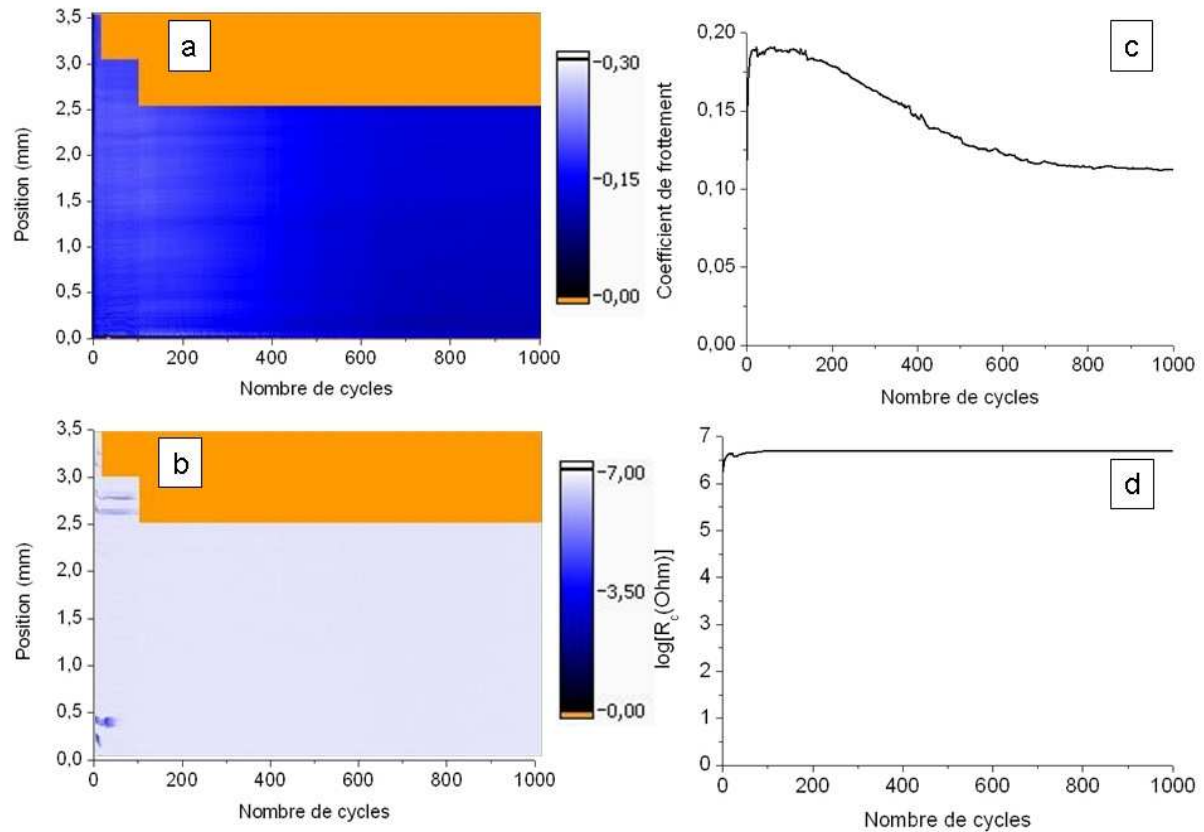 a
3,5
3,0
2,5
2,0
1,5
1,0
0,5
0,0
Position (mm)
0 200 400 600 800 1000
Nombre de cycles
-0,30
-0,15
-0,00
c
0,20
0,15
0,10
0,05
0,00
Coefficient de frottement
0 200 400 600 800 1000
Nombre de cycles
b
3,5
3,0
2,5
2,0
1,5
1,0
0,5
0,0
Position (mm)
0 200 400 600 800 1000
Nombre de cycles
-7,00
-3,50
-0,00
d
7
6
5
4
3
2
1
0
log[Rc(Ohm)]
0 200 400 600 800 1000
Nombre de cycles